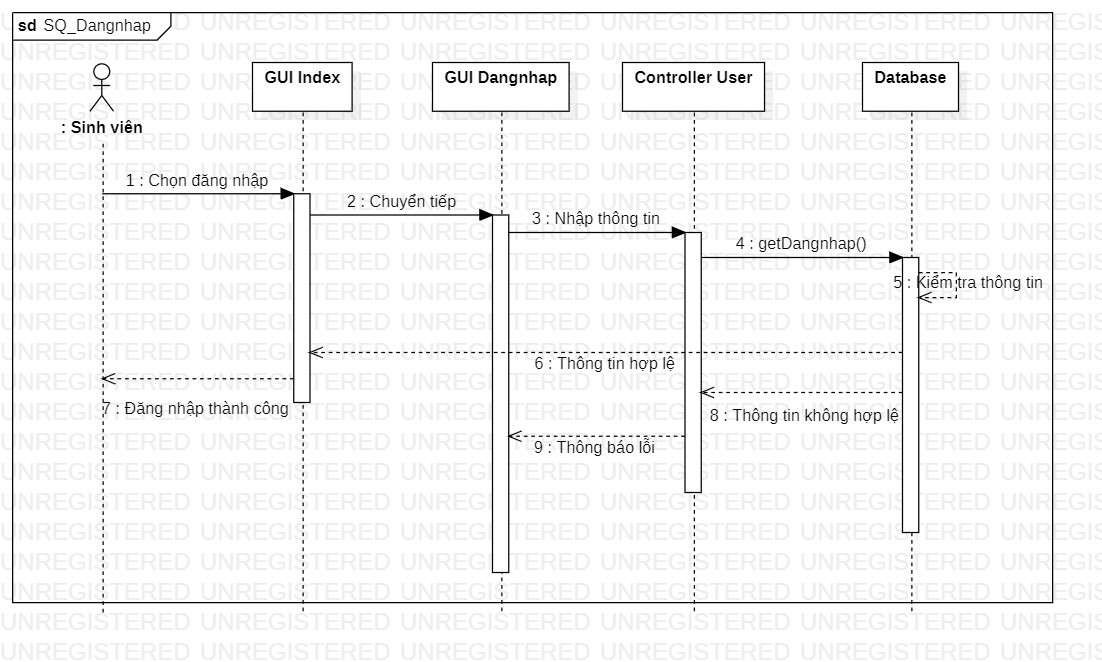 sd SQ_Dangnhap
GUI Index
GUI Dangnhap
Controller User
Database
: Sinh viên
1 : Chọn đăng nhập
2 : Chuyển tiếp
3 : Nhập thông tin
4 : getDangnhap()
5 : Kiểm tra thông tin
6 : Thông tin hợp lệ
7 : Đăng nhập thành công
8 : Thông tin không hợp lệ
9 : Thông báo lỗi
UNREGISTERED